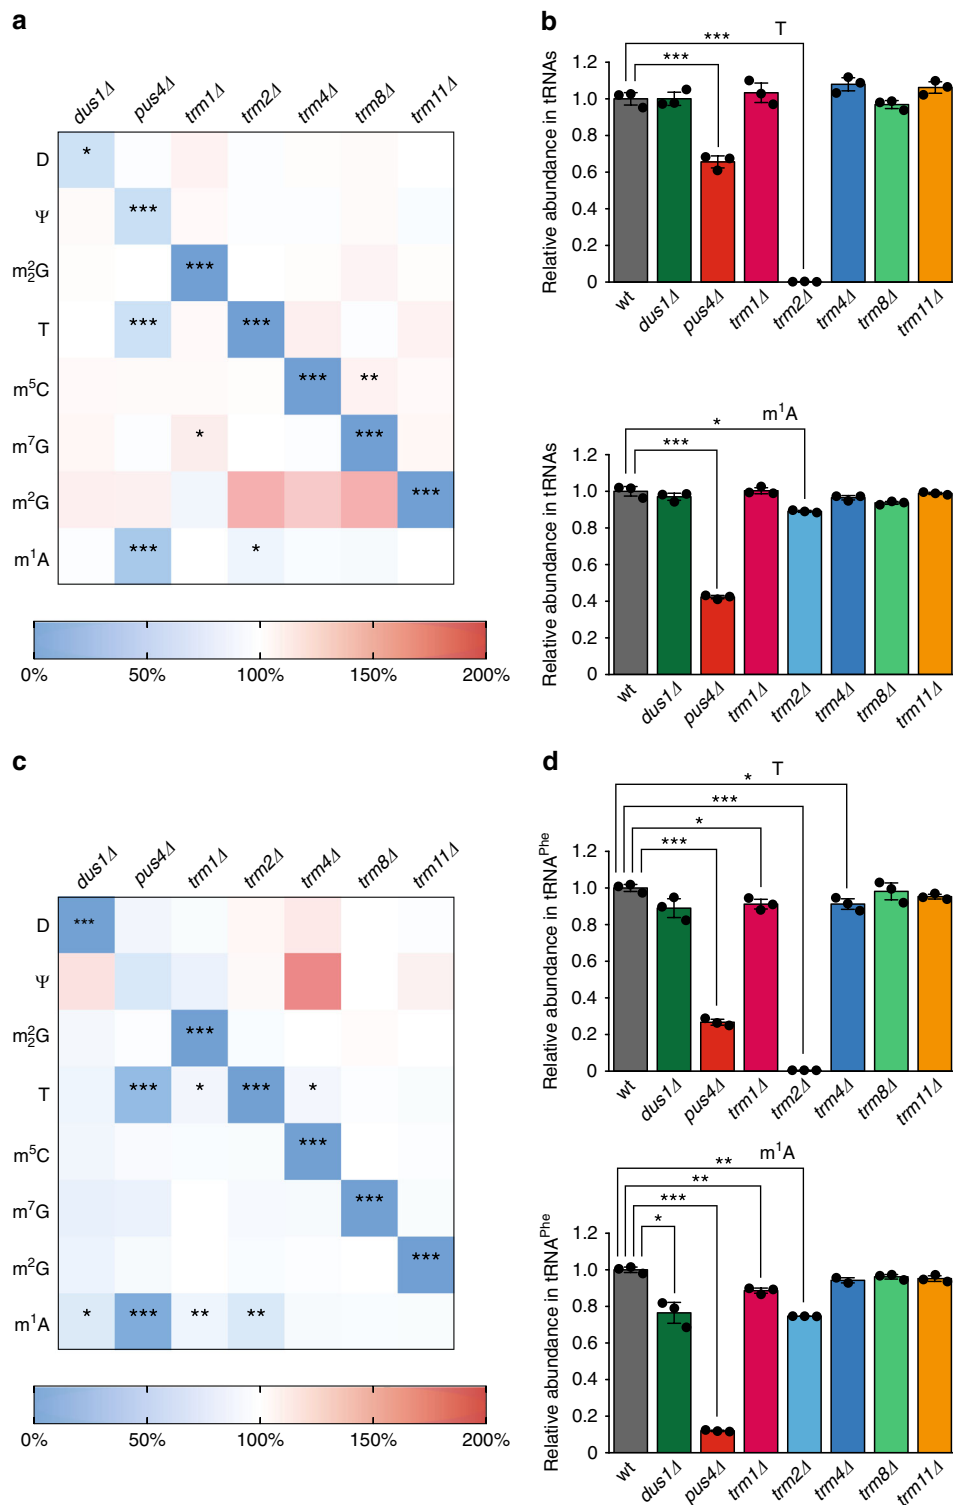 a
dus1Δ pus4Δ trm1Δ trm2Δ trm4Δ trm8Δ trm11Δ
D *
Ψ ***
m²₂G ***
T *** ***
m⁵C *** **
m⁷G * ***
m²G ***
m¹A *** *
0% 50% 100% 150% 200%
b
T
***
***
Relative abundance in tRNAs
1.2
1.0
0.8
0.6
0.4
0.2
0
wt dus1Δ pus4Δ trm1Δ trm2Δ trm4Δ trm8Δ trm11Δ
m¹A
*
***
Relative abundance in tRNAs
1.2
1.0
0.8
0.6
0.4
0.2
0
wt dus1Δ pus4Δ trm1Δ trm2Δ trm4Δ trm8Δ trm11Δ
c
dus1Δ pus4Δ trm1Δ trm2Δ trm4Δ trm8Δ trm11Δ
D ***
Ψ
m²₂G ***
T *** * *** *
m⁵C ***
m⁷G ***
m²G ***
m¹A * *** ** **
0% 50% 100% 150% 200%
d
T
*
***
*
***
Relative abundance in tRNAᴾʰᵉ
1.2
1.0
0.8
0.6
0.4
0.2
0
wt dus1Δ pus4Δ trm1Δ trm2Δ trm4Δ trm8Δ trm11Δ
m¹A
**
**
***
*
Relative abundance in tRNAᴾʰᵉ
1.2
1.0
0.8
0.6
0.4
0.2
0
wt dus1Δ pus4Δ trm1Δ trm2Δ trm4Δ trm8Δ trm11Δ